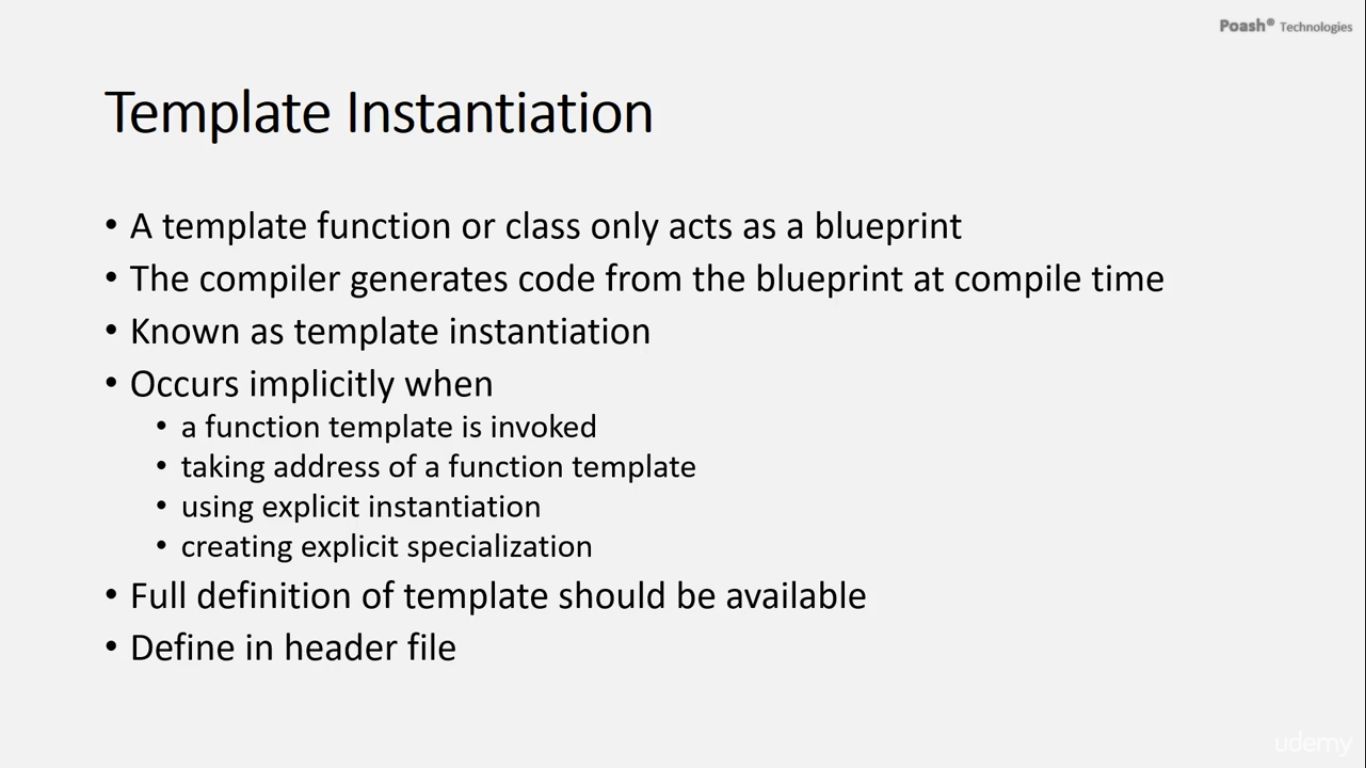 Poash® Technologies
Template Instantiation
• A template function or class only acts as a blueprint
• The compiler generates code from the blueprint at compile time
• Known as template instantiation
• Occurs implicitly when
• a function template is invoked
• taking address of a function template
• using explicit instantiation
• creating explicit specialization
• Full definition of template should be available
• Define in header file
udemy